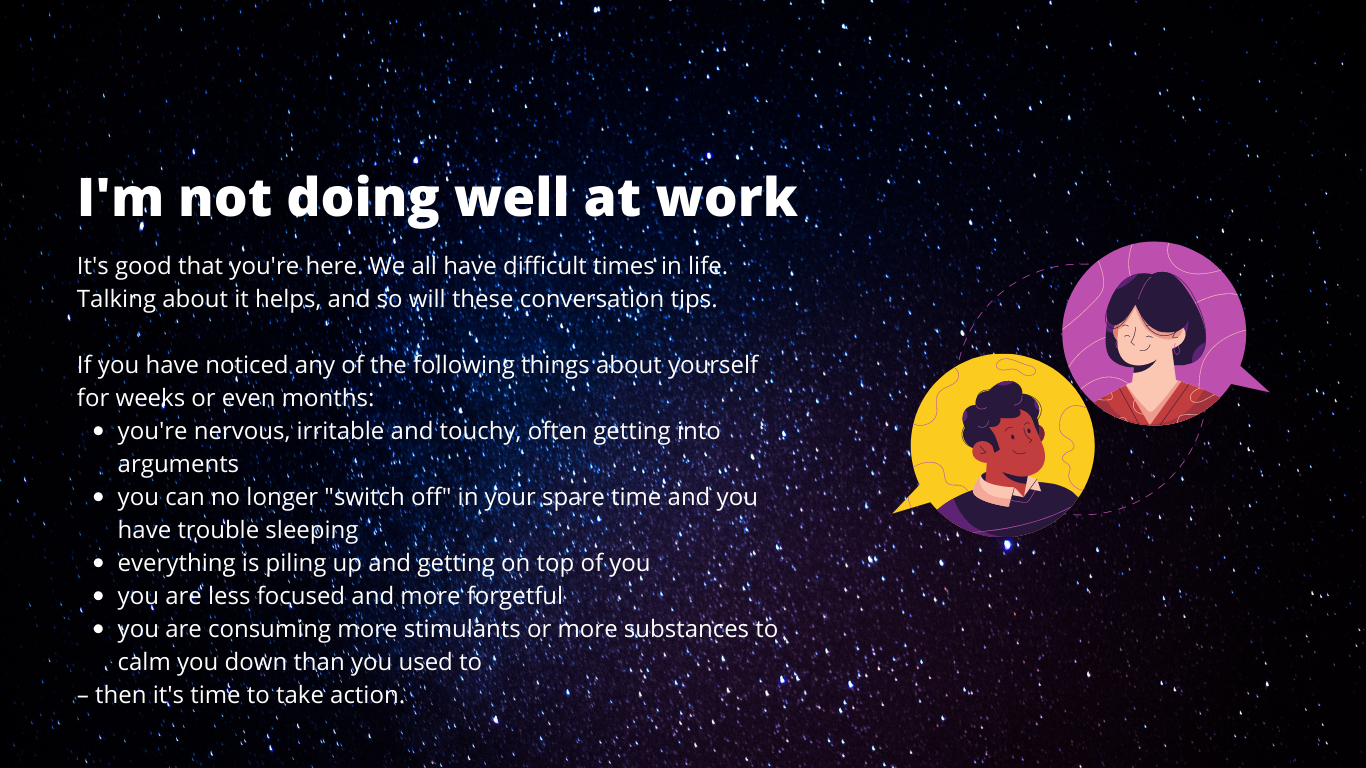 I'm not doing well at work
It's good that you're here. We all have difficult times in life.
Talking about it helps, and so will these conversation tips.
If you have noticed any of the following things about yourself
for weeks or even months:
• you're nervous, irritable and touchy, often getting into
arguments
• you can no longer "switch off" in your spare time and you
have trouble sleeping
• everything is piling up and getting on top of you
• you are less focused and more forgetful
• you are consuming more stimulants or more substances to
calm you down than you used to
– then it's time to take action.